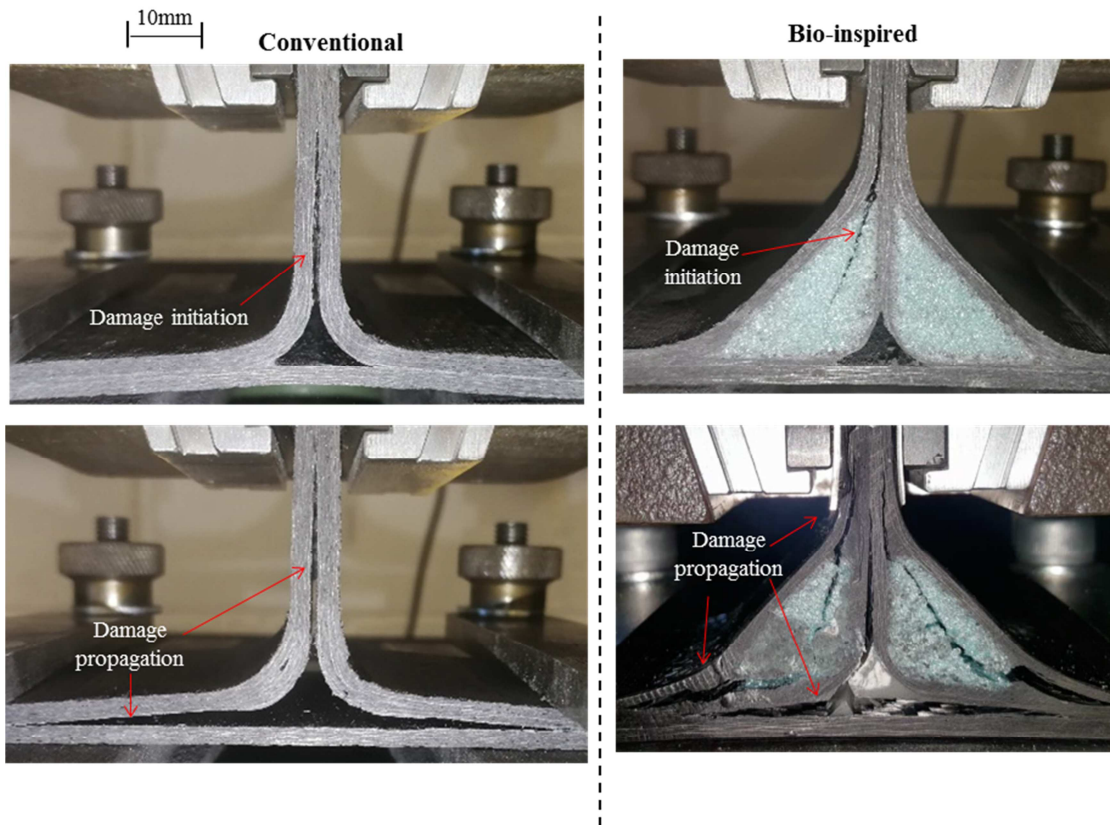 10mm
Conventional
Bio-inspired
Damage initiation
Damage
initiation
Damage
propagation
Damage
propagation